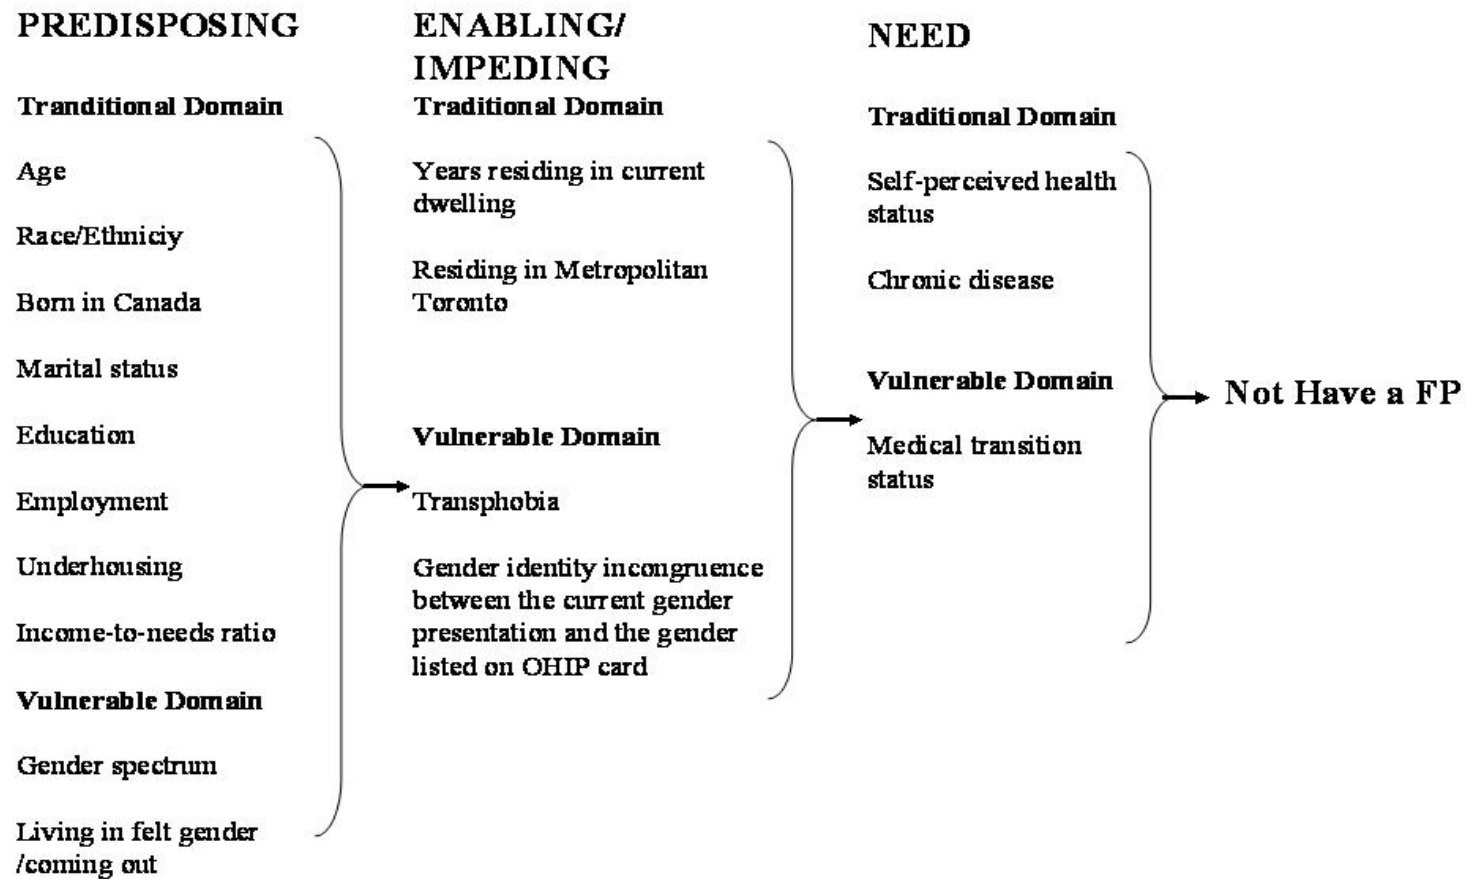 PREDISPOSING
Tranditional Domain
Age
Race/Ethniciy
Born in Canada
Marital status
Education
Employment
Underhousing
Income-to-needs ratio
Vulnerable Domain
Gender spectrum
Living in felt gender
/coming out
ENABLING/
IMPEDING
Traditional Domain
Years residing in current
dwelling
Residing in Metropolitan
Toronto
Vulnerable Domain
Transphobia
Gender identity incongruence
between the current gender
presentation and the gender
listed on OHIP card
NEED
Traditional Domain
Self-perceived health
status
Chronic disease
Vulnerable Domain
Medical transition
status
Not Have a FP